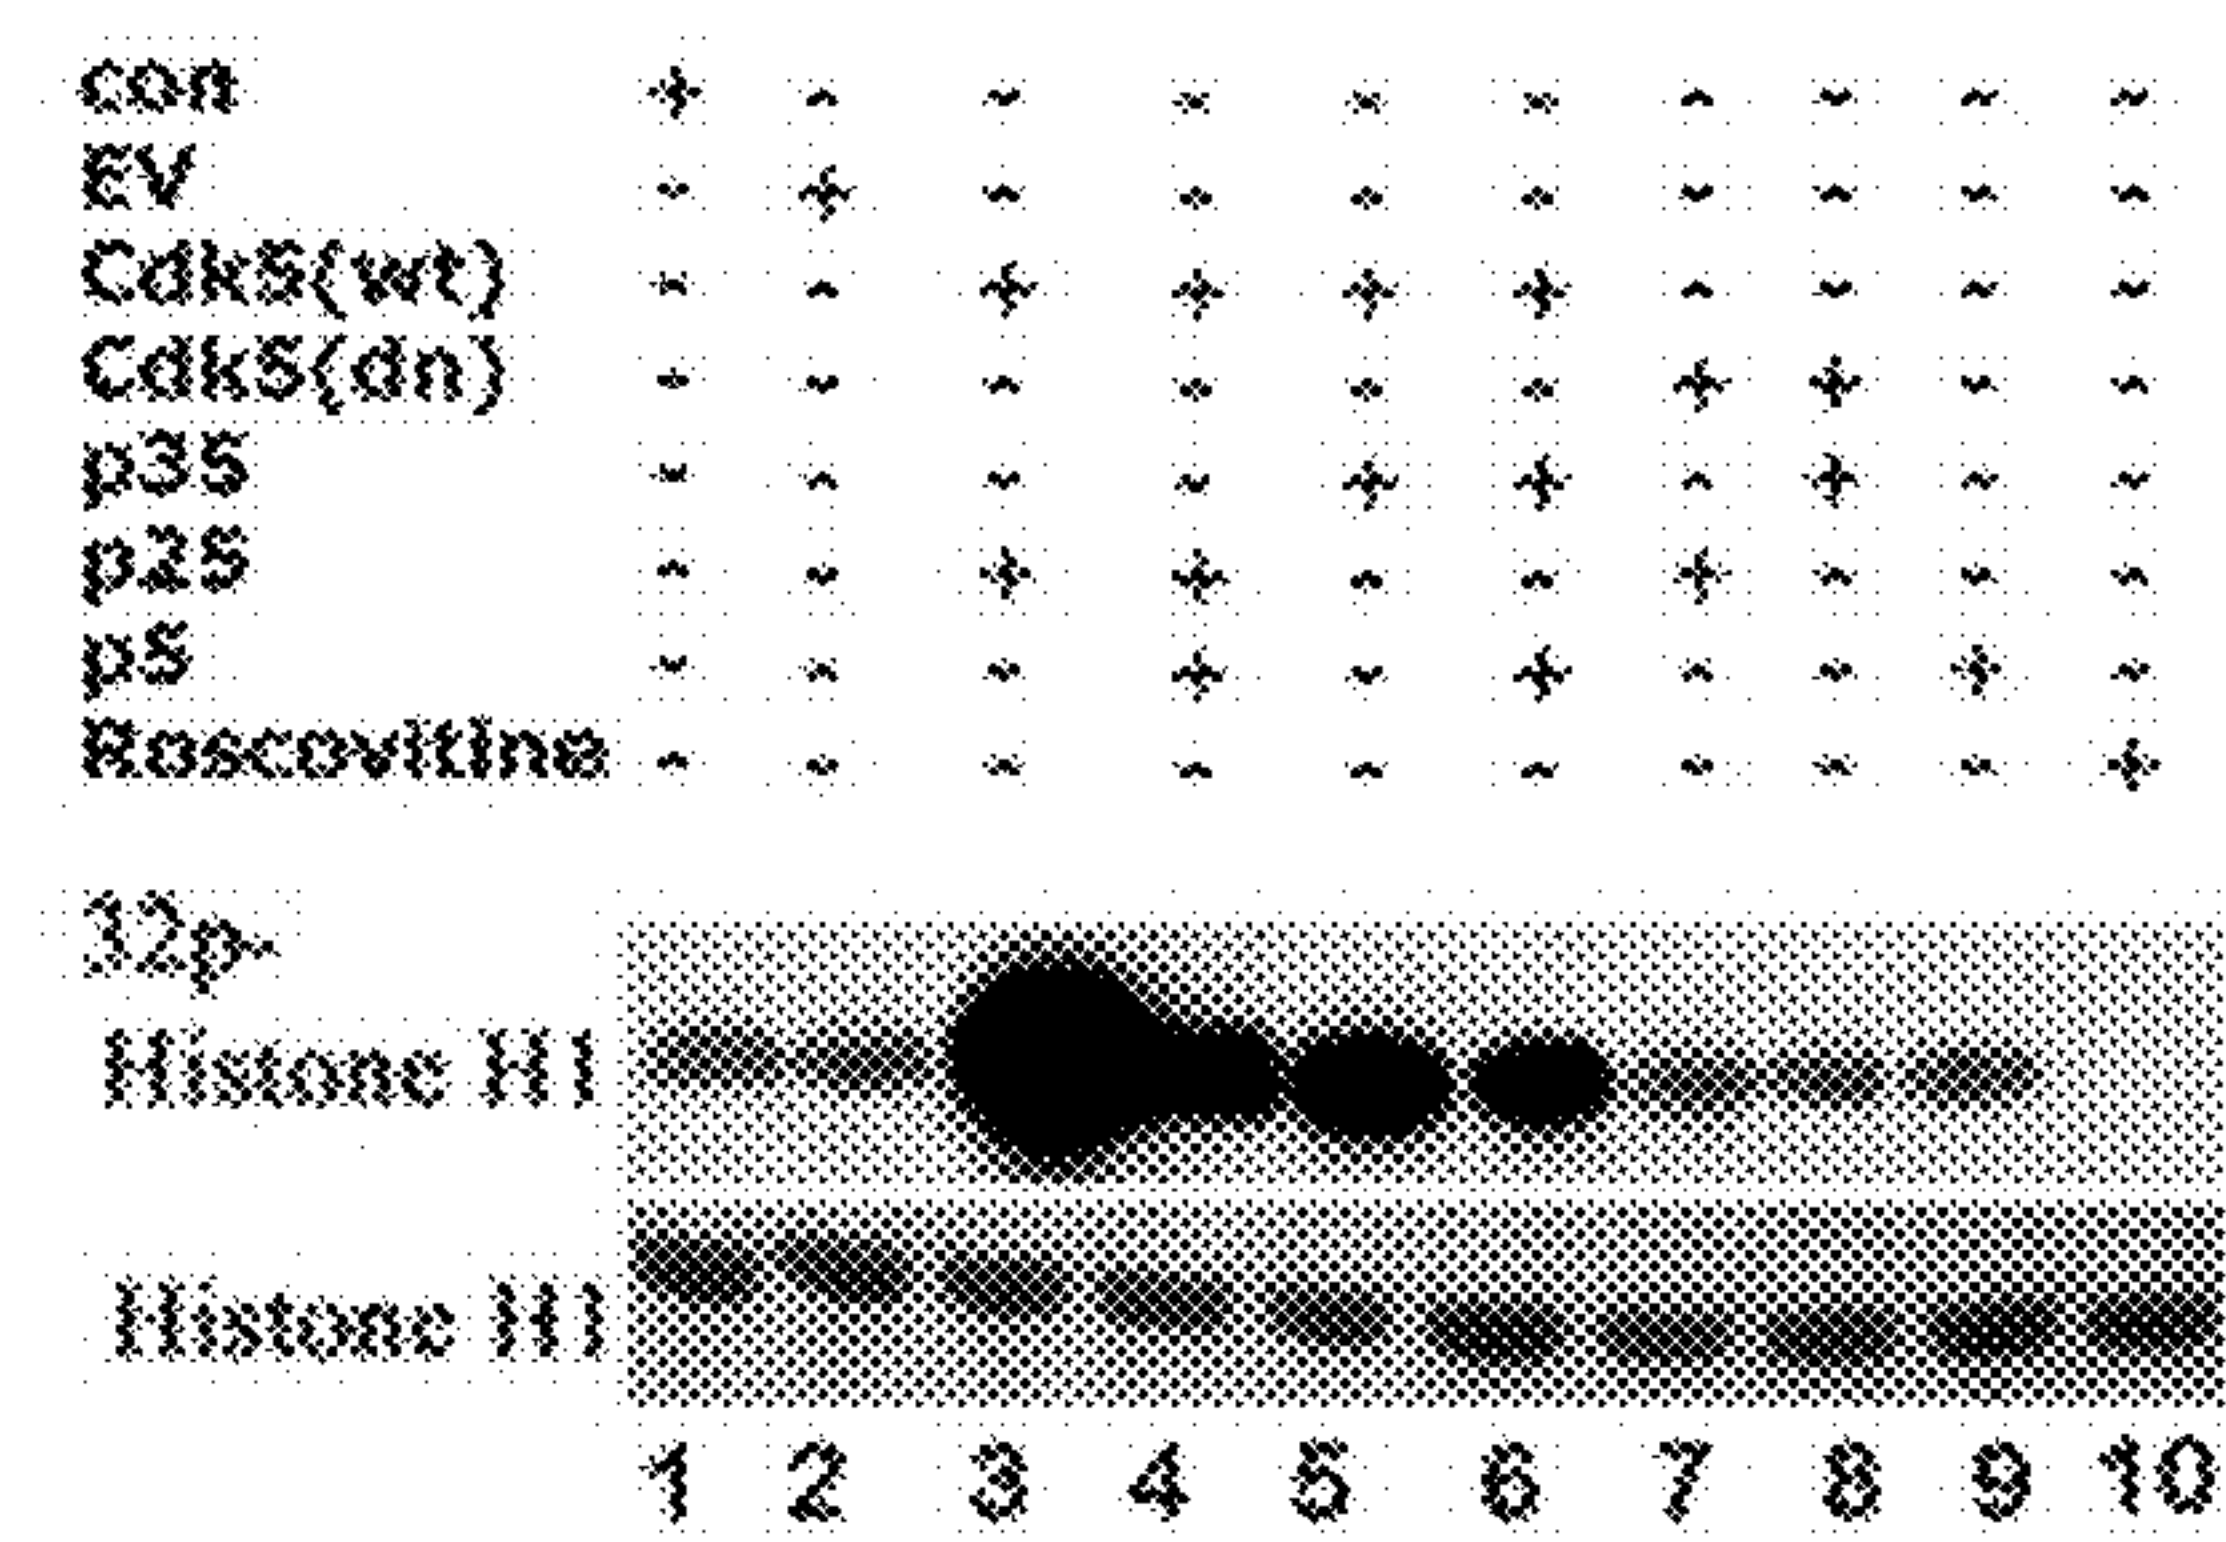 con + - - - - - - - - -
EV - + - - - - - - - -
Cdk5(wt) - - + + + + - - - -
Cdk5(dn) - - - - - - + + - -
p35 - - - - + + - + - -
p25 - - + + - - + - - -
p5 - - - + - + - - + -
Roscovitine - - - - - - - - - +
32p-
Histone H1
Histone H1
1 2 3 4 5 6 7 8 9 10